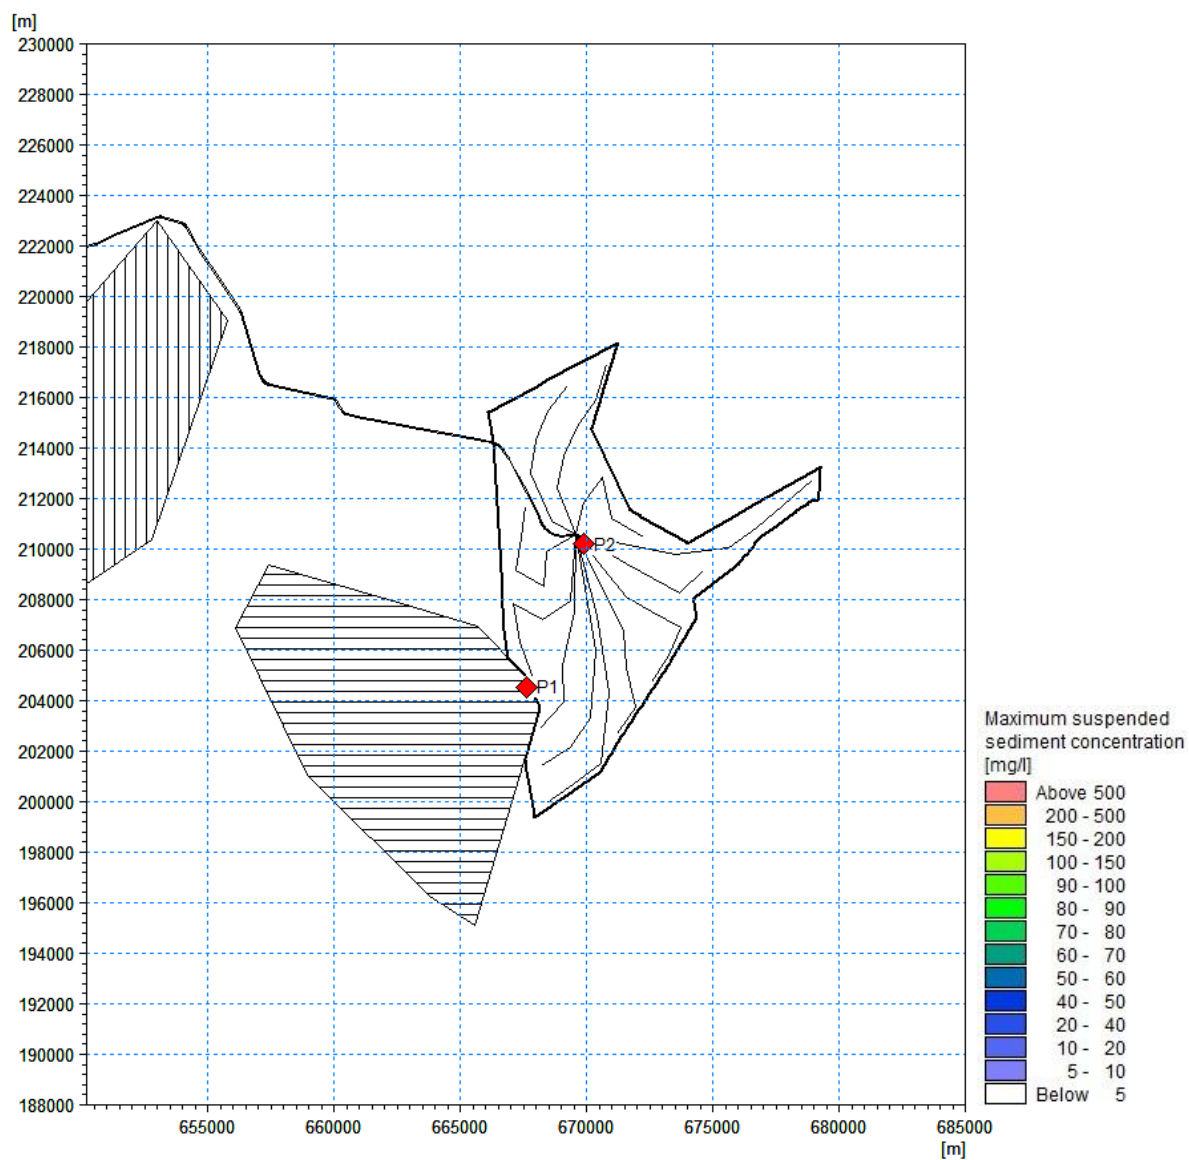 [m]
230000
228000
226000
224000
222000
220000
218000
216000
214000
212000
210000
208000
206000
204000
202000
200000
198000
196000
194000
192000
190000
188000
655000 660000 665000 670000 675000 680000 685000
[m]
P2
P1
Maximum suspended
sediment concentration
[mg/l]
Above 500
200 - 500
150 - 200
100 - 150
90 - 100
80 - 90
70 - 80
60 - 70
50 - 60
40 - 50
20 - 40
10 - 20
5 - 10
Below 5